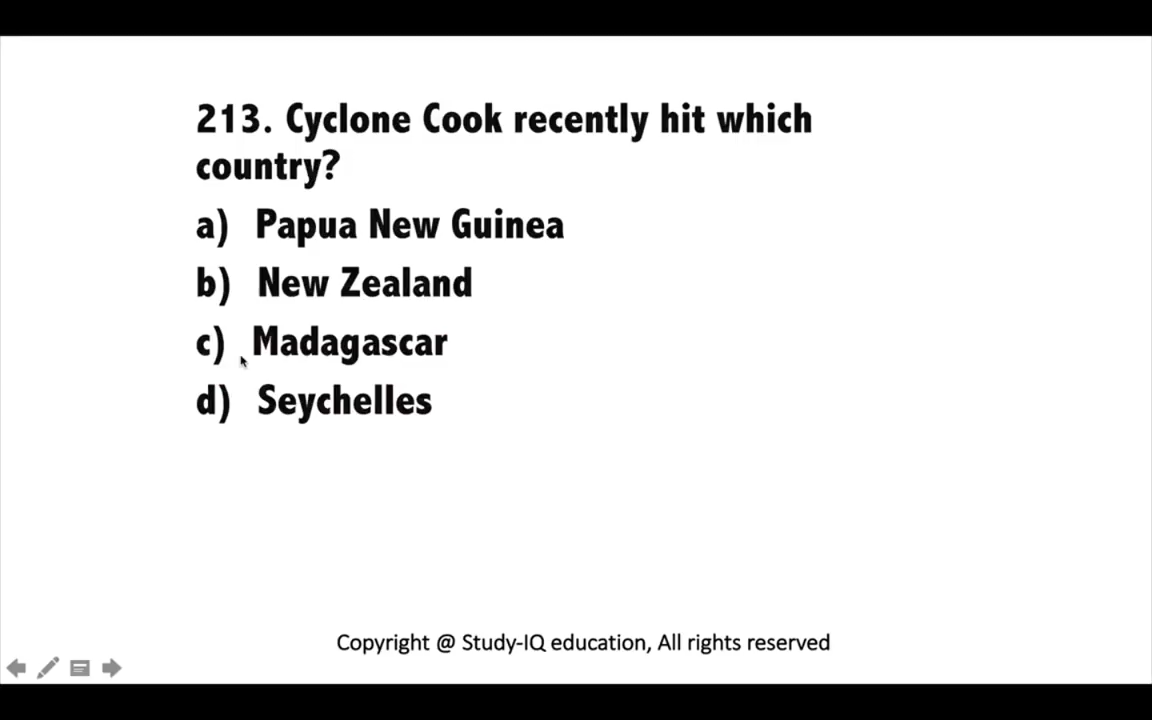 213. Cyclone Cook recently hit which
country?
a) Papua New Guinea
b) New Zealand
c) Madagascar
d) Seychelles
Copyright @ Study-IQ education, All rights reserved